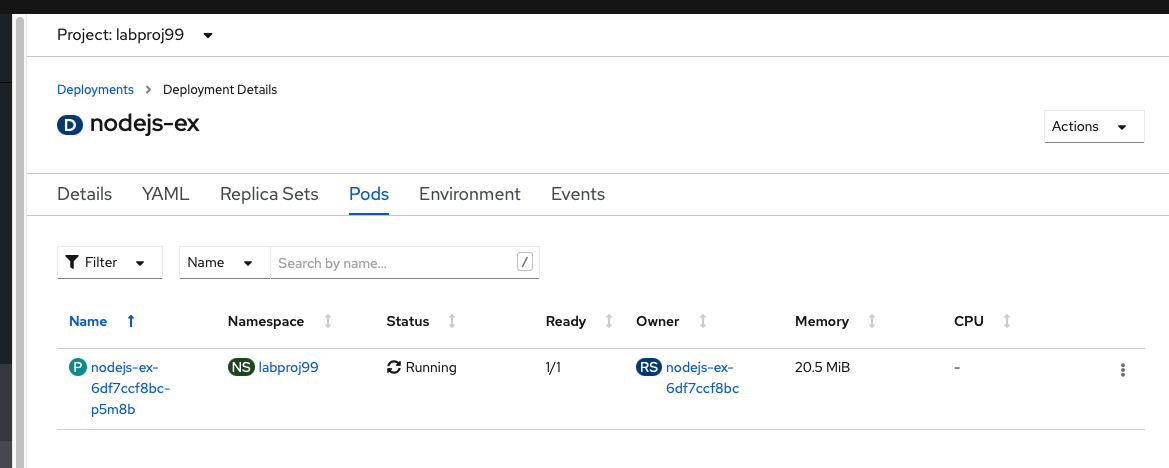 Project: labproj99
Deployments > Deployment Details
D nodejs-ex
Actions
Details YAML Replica Sets Pods Environment Events
Filter Name Search by name... /
Name Namespace Status Ready Owner Memory CPU
P nodejs-ex- NS labproj99 Running 1/1 RS nodejs-ex- 20.5 MiB -
6df7ccf8bc- 6df7ccf8bc
p5m8b